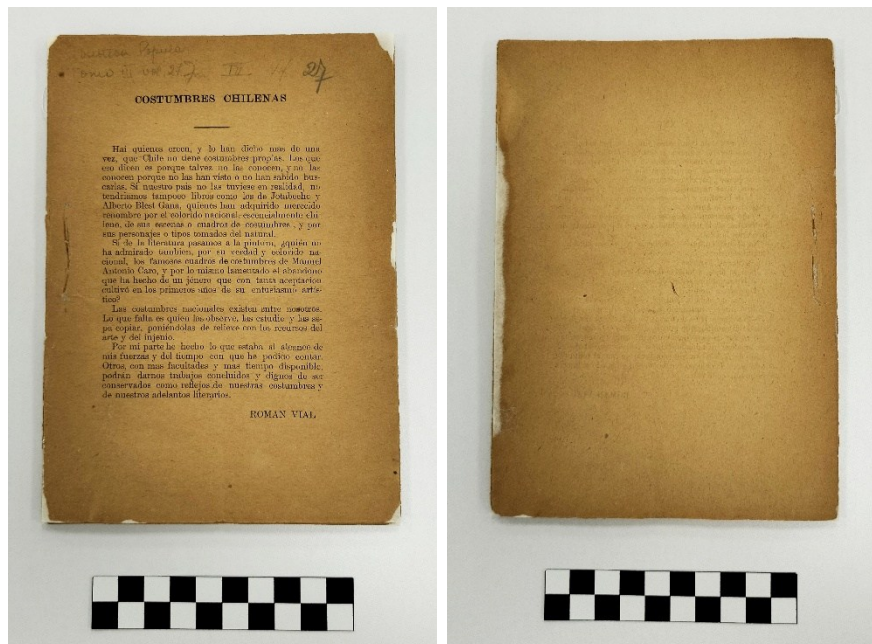 27
COSTUMBRES CHILENAS
Hai quienes creen, y lo han dicho mas de una
vez, que Chile no tiene costumbres propias. Los que
eso dicen es porque talvez no las conocen, y no las
conocen porque no las han visto o no han sabido bus-
carlas. Si nuestro pais no las tuviese en realidad, no
tendriamos tampoco libros como los de Jotabeche y
Alberto Blest Gana, quienes han adquirido merecido
renombre por el colorido nacional, esencialmente chi-
leno, de sus escenas o cuadros de costumbres, y por
sus personajes o tipos tomados del natural.
Si de la literatura pasamos a la pintura, ¿quién no
ha admirado tambien, por su verdad y colorido na-
cional, los famosos cuadros de costumbres de Manuel
Antonio Caro, y por lo mismo lamentado el abandono
que ha hecho de un jénero que con tanta aceptacion
cultivó en los primeros años de su entusiasmo artís-
tico?
Las costumbres nacionales existen entre nosotros.
Lo que falta es quien las observe, las estudie y las se-
pa copiar, poniéndolas de relieve con los recursos del
arte y del injenio.
Por mi parte he hecho lo que estaba al alcance de
mis fuerzas y del tiempo con que he podido contar.
Otros, con mas facultades y mas tiempo disponible,
podrán darnos trabajos concluidos y dignos de ser
conservados como reflejos de nuestras costumbres y
de nuestros adelantos literarios.
ROMAN VIAL